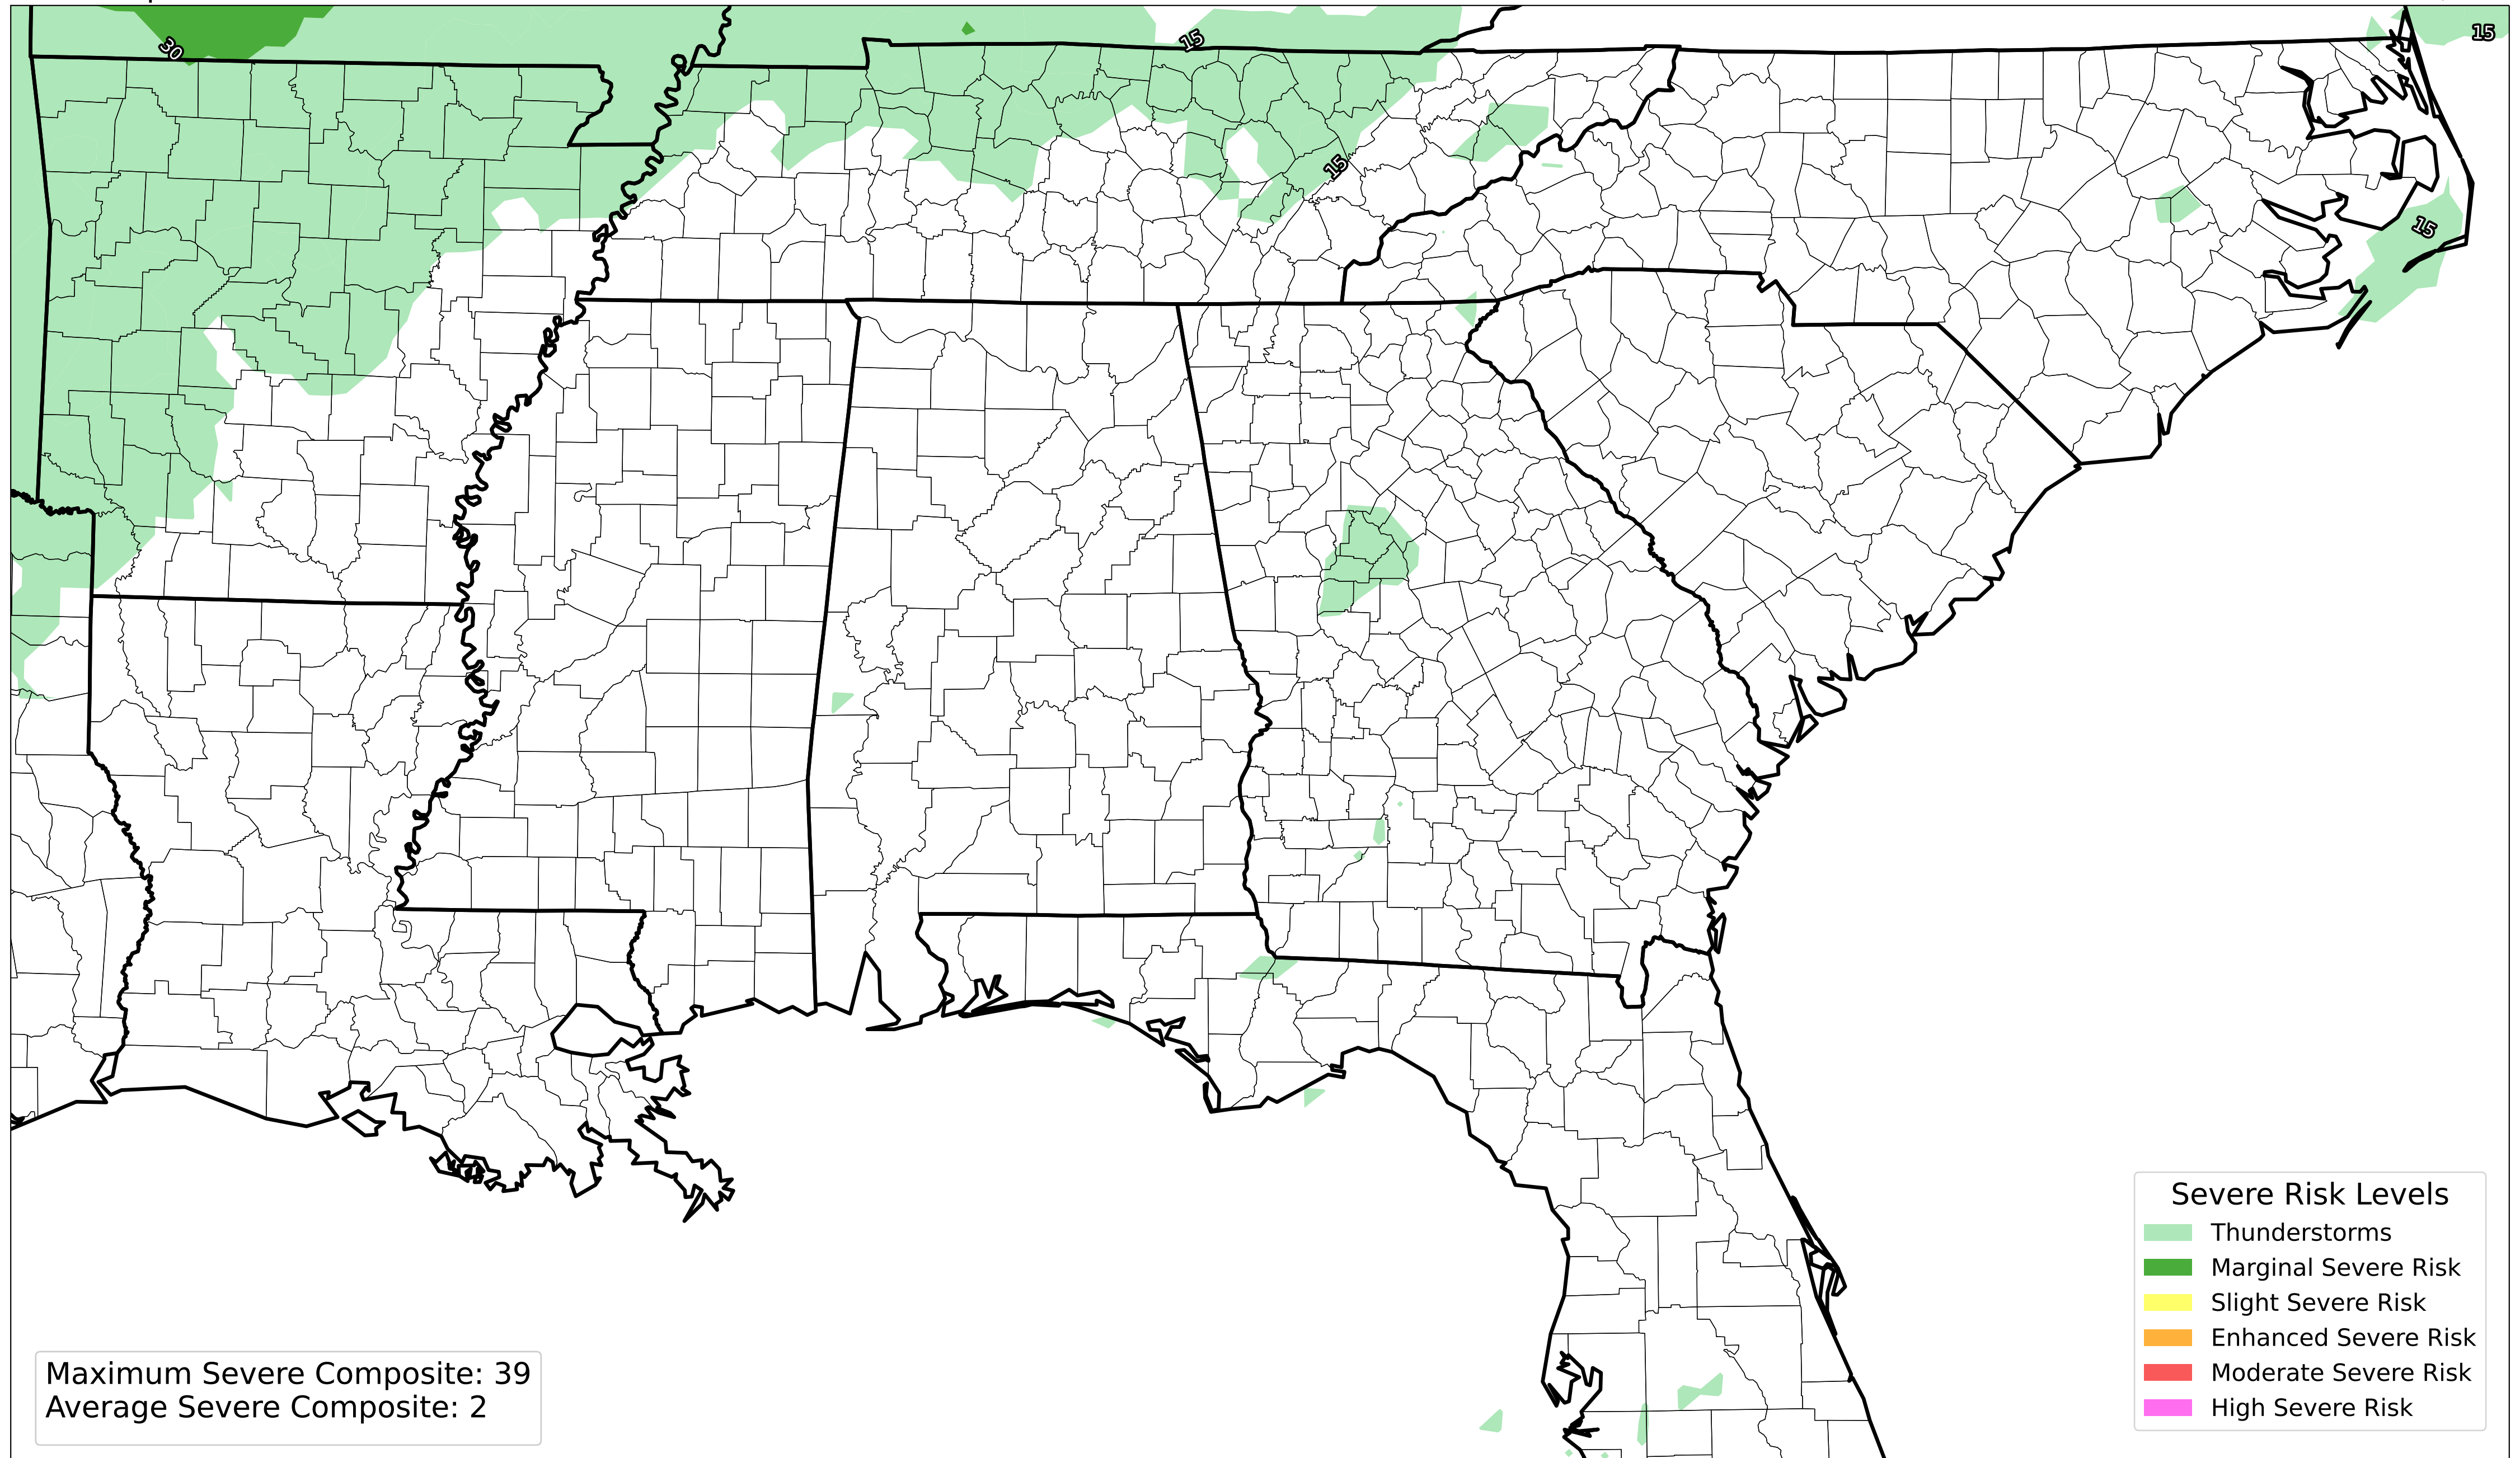 30
15
15
15
15
Severe Risk Levels
Thunderstorms
Marginal Severe Risk
Slight Severe Risk
Enhanced Severe Risk
Moderate Severe Risk
High Severe Risk
Maximum Severe Composite: 39
Average Severe Composite: 2